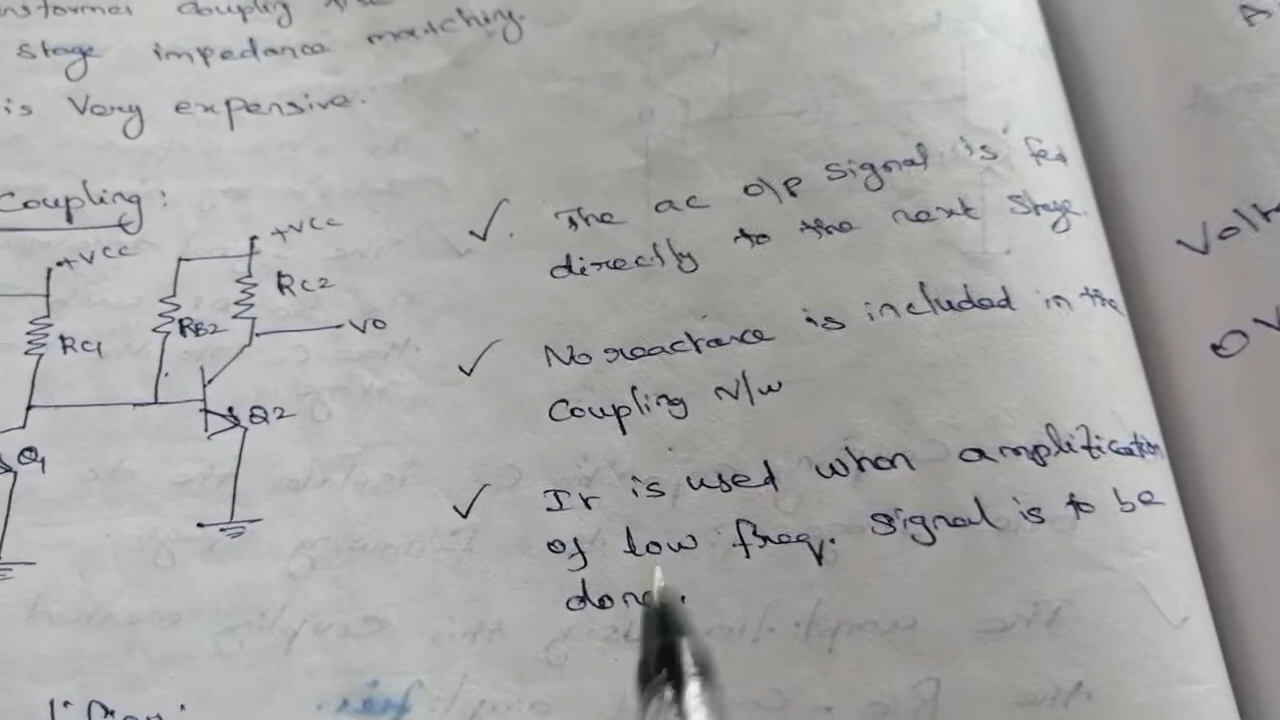 Coupling
stage impedance matching.
is Very expensive.
Coupling:
+VCC
+VCC
RC1
RB2
RC2
VO
Q1
Q2
✓. The ac o/p signal is fed
directly to the next stage.
✓ No reactance is included in the
Coupling N/w
✓ It is used when amplification
of low freq. signal is to be
done.